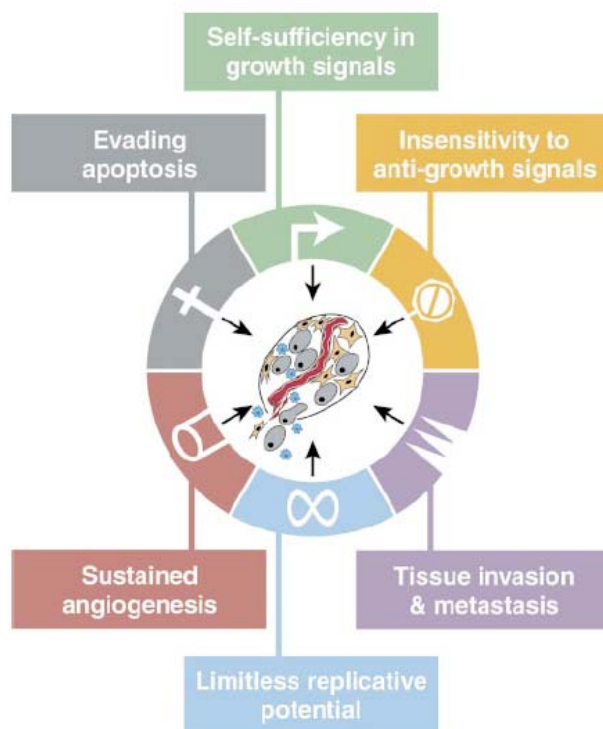 Self-sufficiency in
growth signals
Evading
apoptosis
Insensitivity to
anti-growth signals
Sustained
angiogenesis
Tissue invasion
& metastasis
Limitless replicative
potential